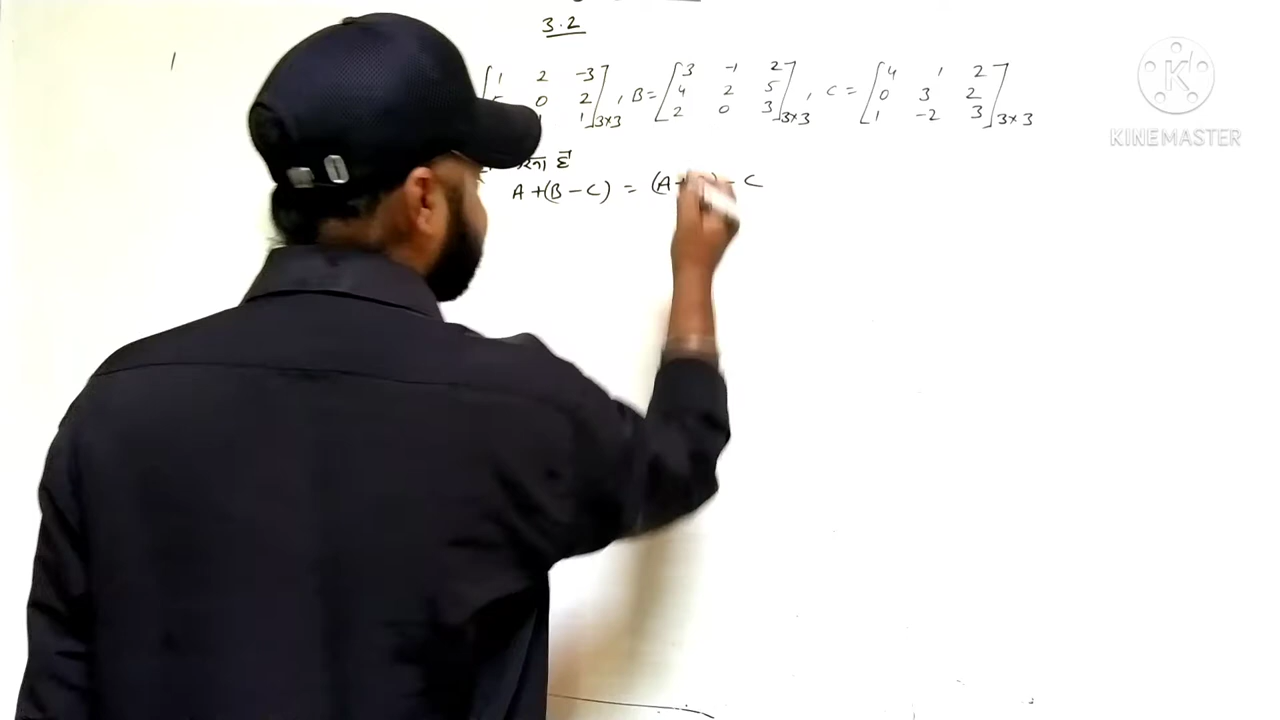 3.2
1 2 -3 3 -1 2 4 1 2
0 2 , B = 4 2 5 , C = 0 3 2
1 3×3 2 0 3 3×3 1 -2 3 3×3
है
A + (B - C) = (A + - C
K
KINEMASTER